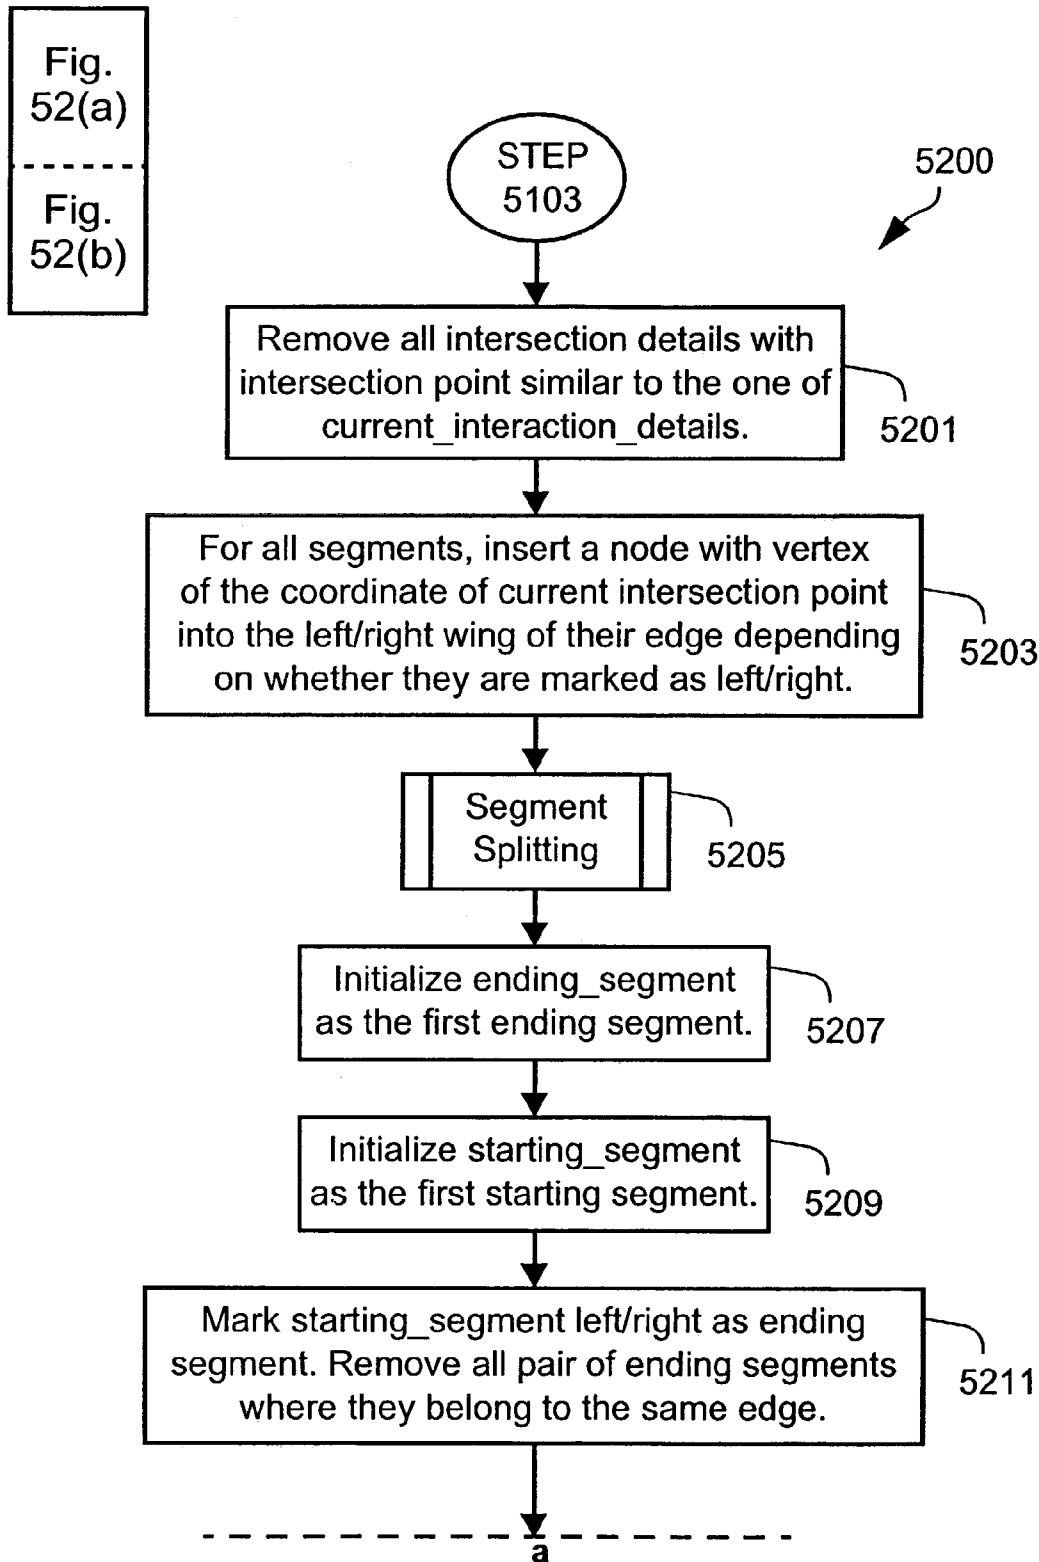 Fig.
52(a)
Fig.
52(b)
STEP
5103
5200
Remove all intersection details with
intersection point similar to the one of
current_interaction_details.
5201
For all segments, insert a node with vertex
of the coordinate of current intersection point
into the left/right wing of their edge depending
on whether they are marked as left/right.
5203
Segment
Splitting
5205
Initialize ending_segment
as the first ending segment.
5207
Initialize starting_segment
as the first starting segment.
5209
Mark starting_segment left/right as ending
segment. Remove all pair of ending segments
where they belong to the same edge.
5211
a